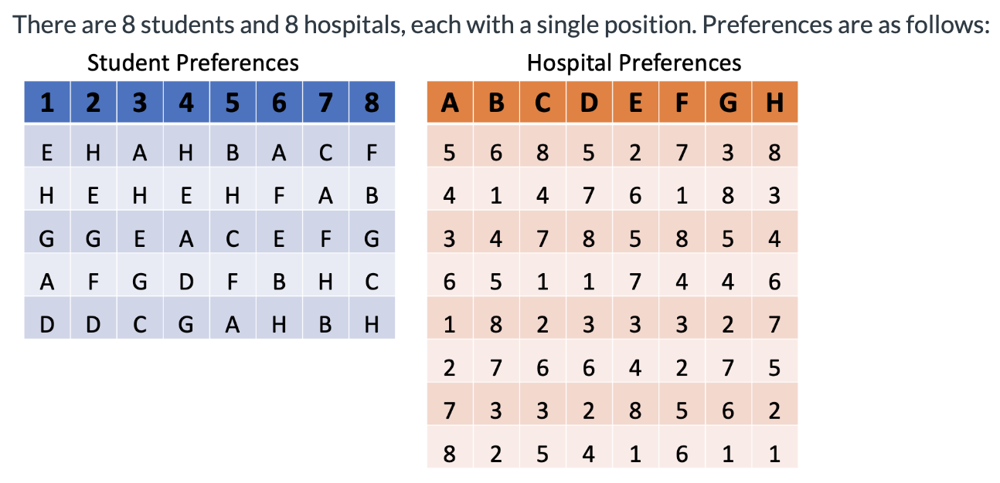 There are 8 students and 8 hospitals, each with a single position. Preferences are as follows:
Student Preferences
1 2 3 4 5 6 7 8
E H A H B A C F
H E H E H F A B
G G E A C E F G
A F G D F B H C
D D C G A H B H
Hospital Preferences
A B C D E F G H
5 6 8 5 2 7 3 8
4 1 4 7 6 1 8 3
3 4 7 8 5 8 5 4
6 5 1 1 7 4 4 6
1 8 2 3 3 3 2 7
2 7 6 6 4 2 7 5
7 3 3 2 8 5 6 2
8 2 5 4 1 6 1 1